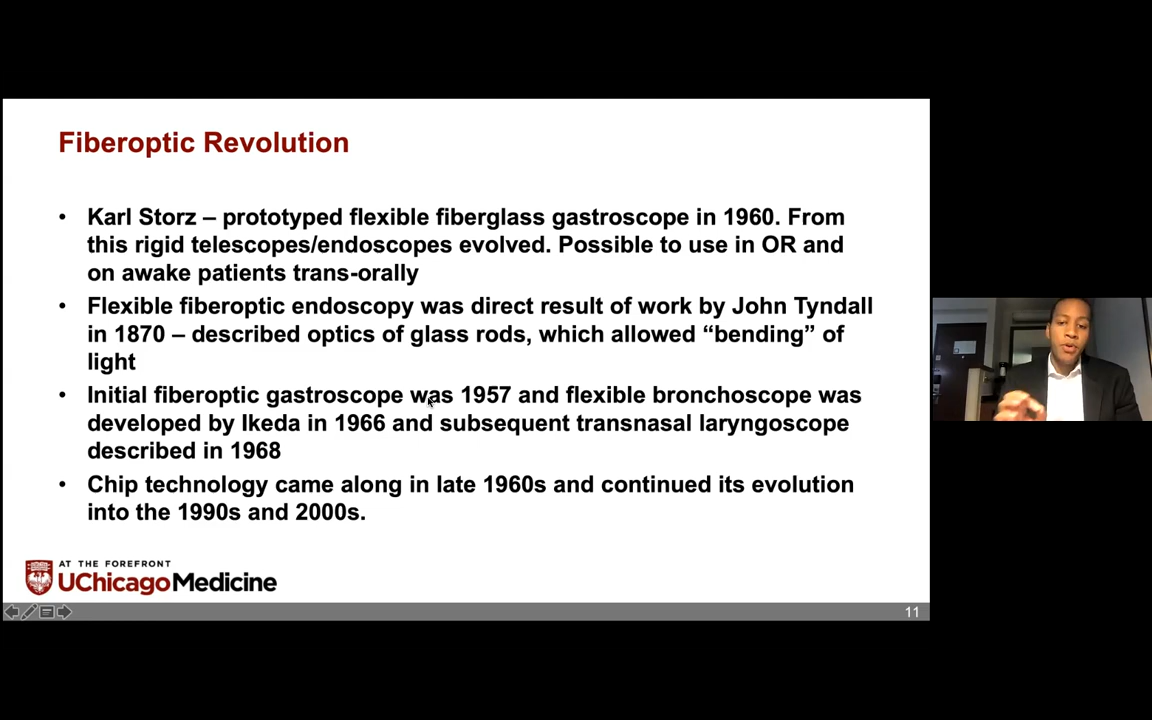 Fiberoptic Revolution
• Karl Storz – prototyped flexible fiberglass gastroscope in 1960. From
this rigid telescopes/endoscopes evolved. Possible to use in OR and
on awake patients trans-orally
• Flexible fiberoptic endoscopy was direct result of work by John Tyndall
in 1870 – described optics of glass rods, which allowed “bending” of
light
• Initial fiberoptic gastroscope was 1957 and flexible bronchoscope was
developed by Ikeda in 1966 and subsequent transnasal laryngoscope
described in 1968
• Chip technology came along in late 1960s and continued its evolution
into the 1990s and 2000s.
AT THE FOREFRONT
UChicagoMedicine
11